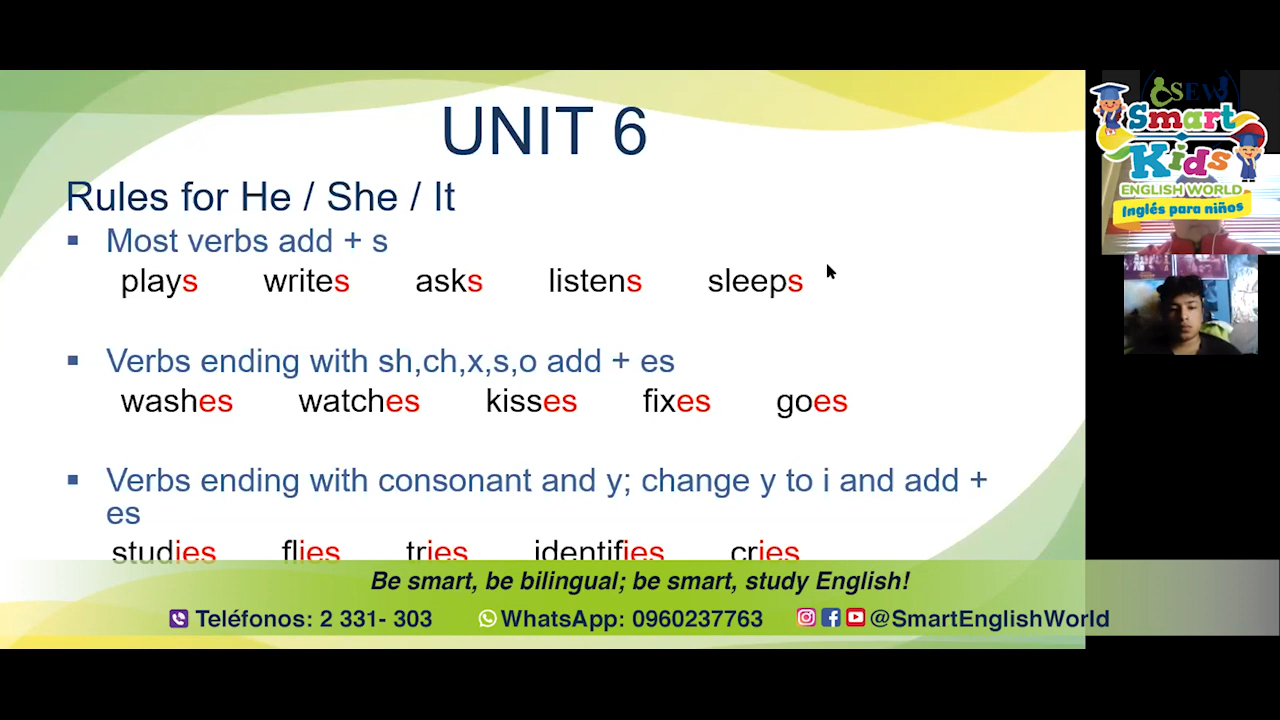 UNIT 6
Rules for He / She / It
▪ Most verbs add + s
plays writes asks listens sleeps
▪ Verbs ending with sh,ch,x,s,o add + es
washes watches kisses fixes goes
▪ Verbs ending with consonant and y; change y to i and add +
es
studies flies tries identifies cries
Be smart, be bilingual; be smart, study English!
Teléfonos: 2 331- 303 WhatsApp: 0960237763 @SmartEnglishWorld
SEW
Smart
Kids
ENGLISH WORLD
Inglés para niños